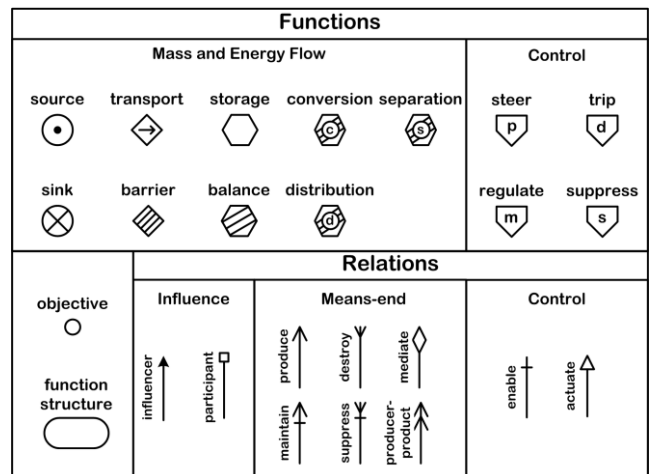 Functions
Mass and Energy Flow
source transport storage conversion separation
c s
sink barrier balance distribution
d
Control
steer trip
p d
regulate suppress
m s
objective
function
structure
Relations
Influence
influencer participant
Means-end
produce destroy mediate
maintain suppress producer-
product
Control
enable actuate